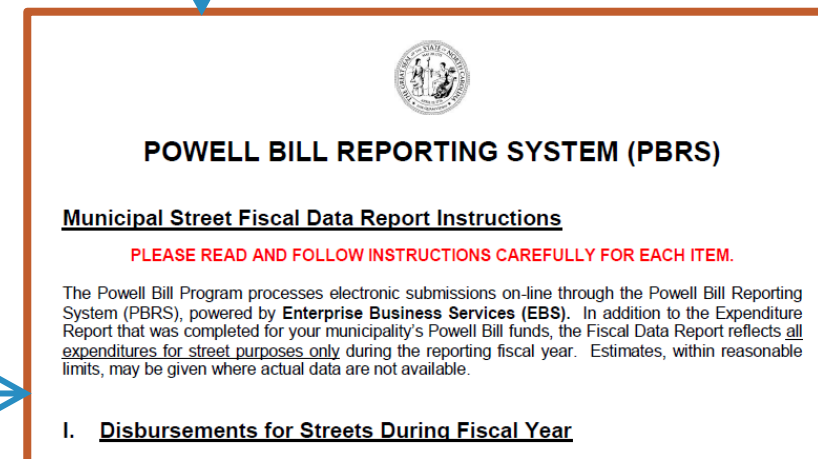 POWELL BILL REPORTING SYSTEM (PBRS)
Municipal Street Fiscal Data Report Instructions
PLEASE READ AND FOLLOW INSTRUCTIONS CAREFULLY FOR EACH ITEM.
The Powell Bill Program processes electronic submissions on-line through the Powell Bill Reporting
System (PBRS), powered by Enterprise Business Services (EBS). In addition to the Expenditure
Report that was completed for your municipality's Powell Bill funds, the Fiscal Data Report reflects all
expenditures for street purposes only during the reporting fiscal year. Estimates, within reasonable
limits, may be given where actual data are not available.
I. Disbursements for Streets During Fiscal Year